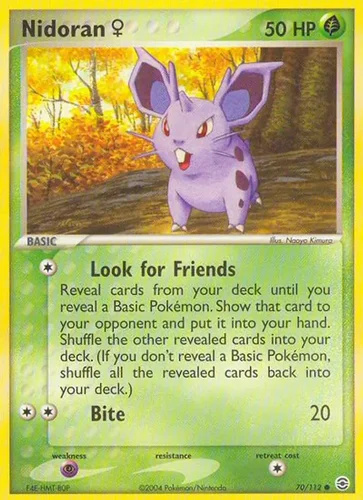 Nidoran♀ 50 HP
BASIC
Illus. Naoyo Kimura
Look for Friends
Reveal cards from your deck until you
reveal a Basic Pokémon. Show that card to
your opponent and put it into your hand.
Shuffle the other revealed cards into your
deck. (If you don't reveal a Basic Pokémon,
shuffle all the revealed cards back into
your deck.)
Bite 20
weakness resistance retreat cost
F4E-HMT-80P ©2004 Pokémon/Nintendo 70/112 ●